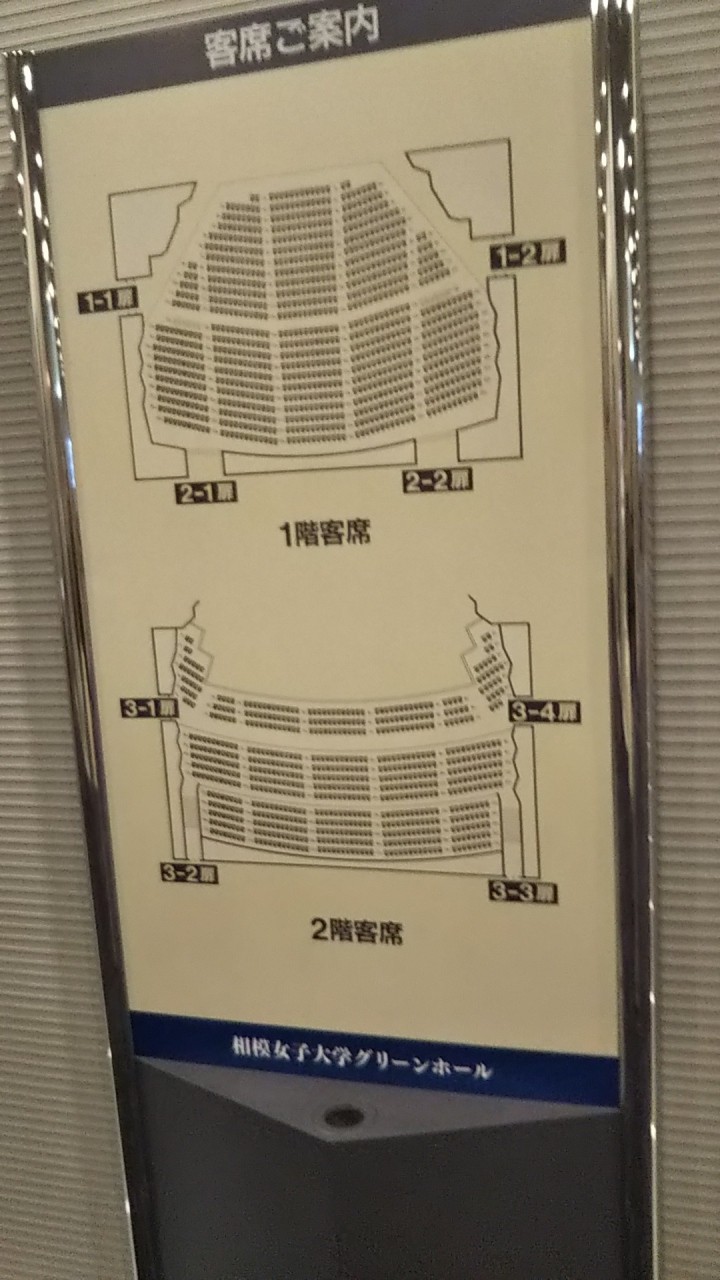 客席ご案内
1-1扉
1-2扉
2-1扉
2-2扉
1階客席
3-1扉
3-4扉
3-2扉
3-3扉
2階客席
相模女子大学グリーンホール